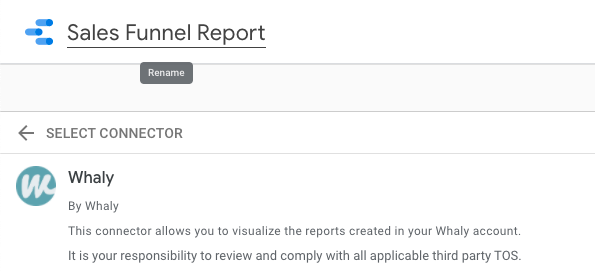 Sales Funnel Report
Rename
SELECT CONNECTOR
Whaly
By Whaly
This connector allows you to visualize the reports created in your Whaly account.
It is your responsibility to review and comply with all applicable third party TOS.